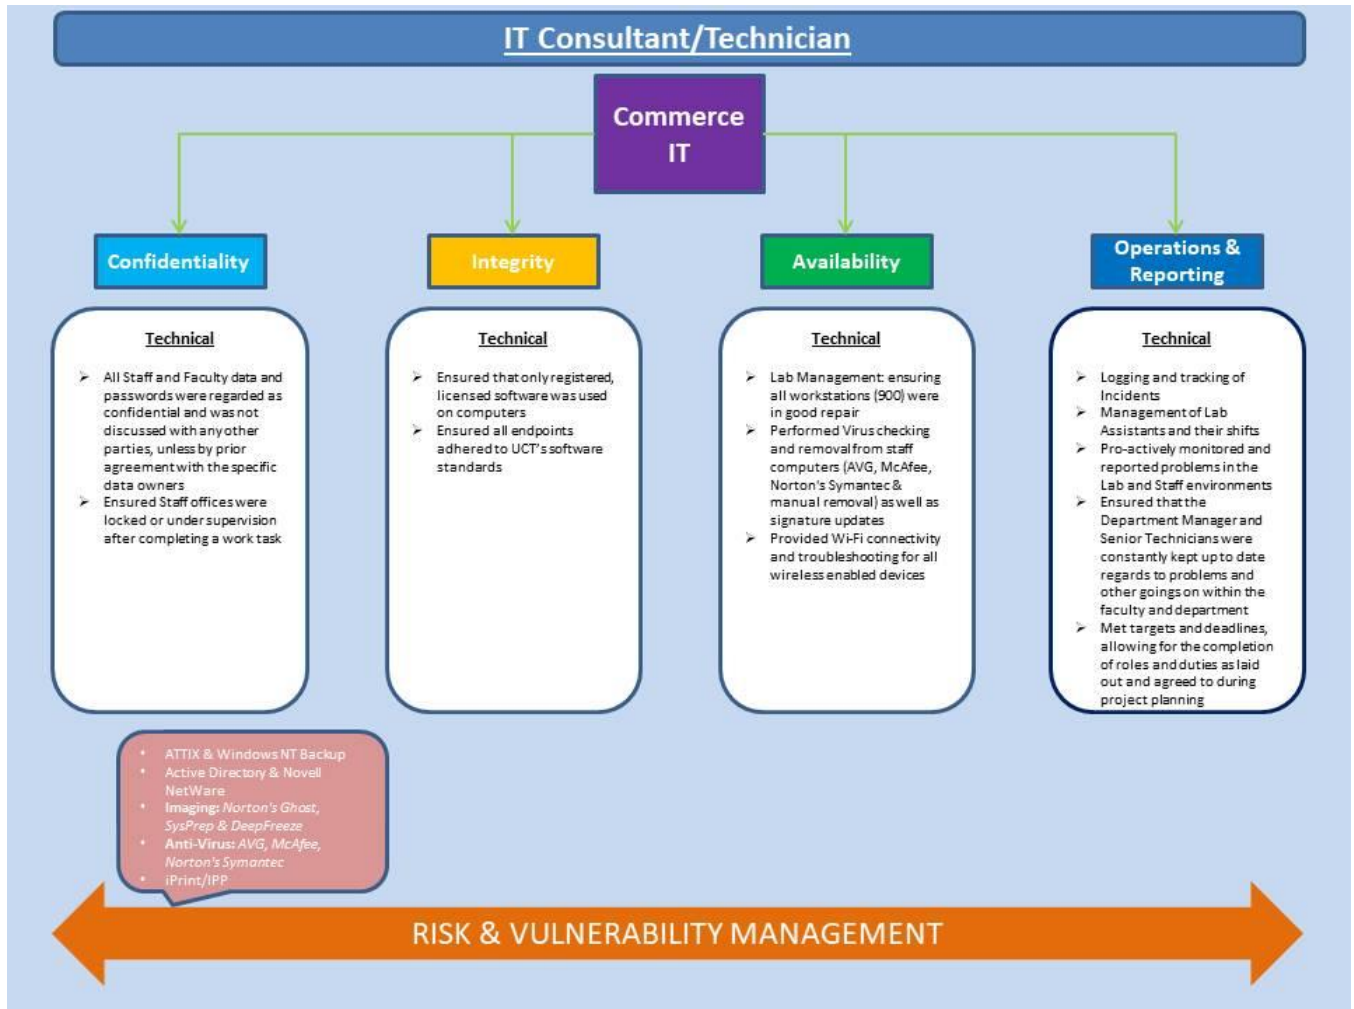 IT Consultant/Technician
Commerce
IT
Confidentiality
Integrity
Availability
Operations &
Reporting
Technical
➢ All Staff and Faculty data and
passwords were regarded as
confidential and was not
discussed with any other
parties, unless by prior
agreement with the specific
data owners
➢ Ensured Staff offices were
locked or under supervision
after completing a work task
Technical
➢ Ensured that only registered,
licensed software was used
on computers
➢ Ensured all endpoints
adhered to UCT's software
standards
Technical
➢ Lab Management: ensuring
all workstations (900) were
in good repair
➢ Performed Virus checking
and removal from staff
computers (AVG, McAfee,
Norton's Symantec &
manual removal) as well as
signature updates
➢ Provided Wi-Fi connectivity
and troubleshooting for all
wireless enabled devices
Technical
➢ Logging and tracking of
Incidents
➢ Management of Lab
Assistants and their shifts
➢ Pro-actively monitored and
reported problems in the
Lab and Staff environments
➢ Ensured that the
Department Manager and
Senior Technicians were
constantly kept up to date
regards to problems and
other goings on within the
faculty and department
➢ Met targets and deadlines,
allowing for the completion
of roles and duties as laid
out and agreed to during
project planning
• ATTIX & Windows NT Backup
• Active Directory & Novell
NetWare
• Imaging: Norton's Ghost,
SysPrep & DeepFreeze
• Anti-Virus: AVG, McAfee,
Norton's Symantec
• iPrint/IPP
RISK & VULNERABILITY MANAGEMENT